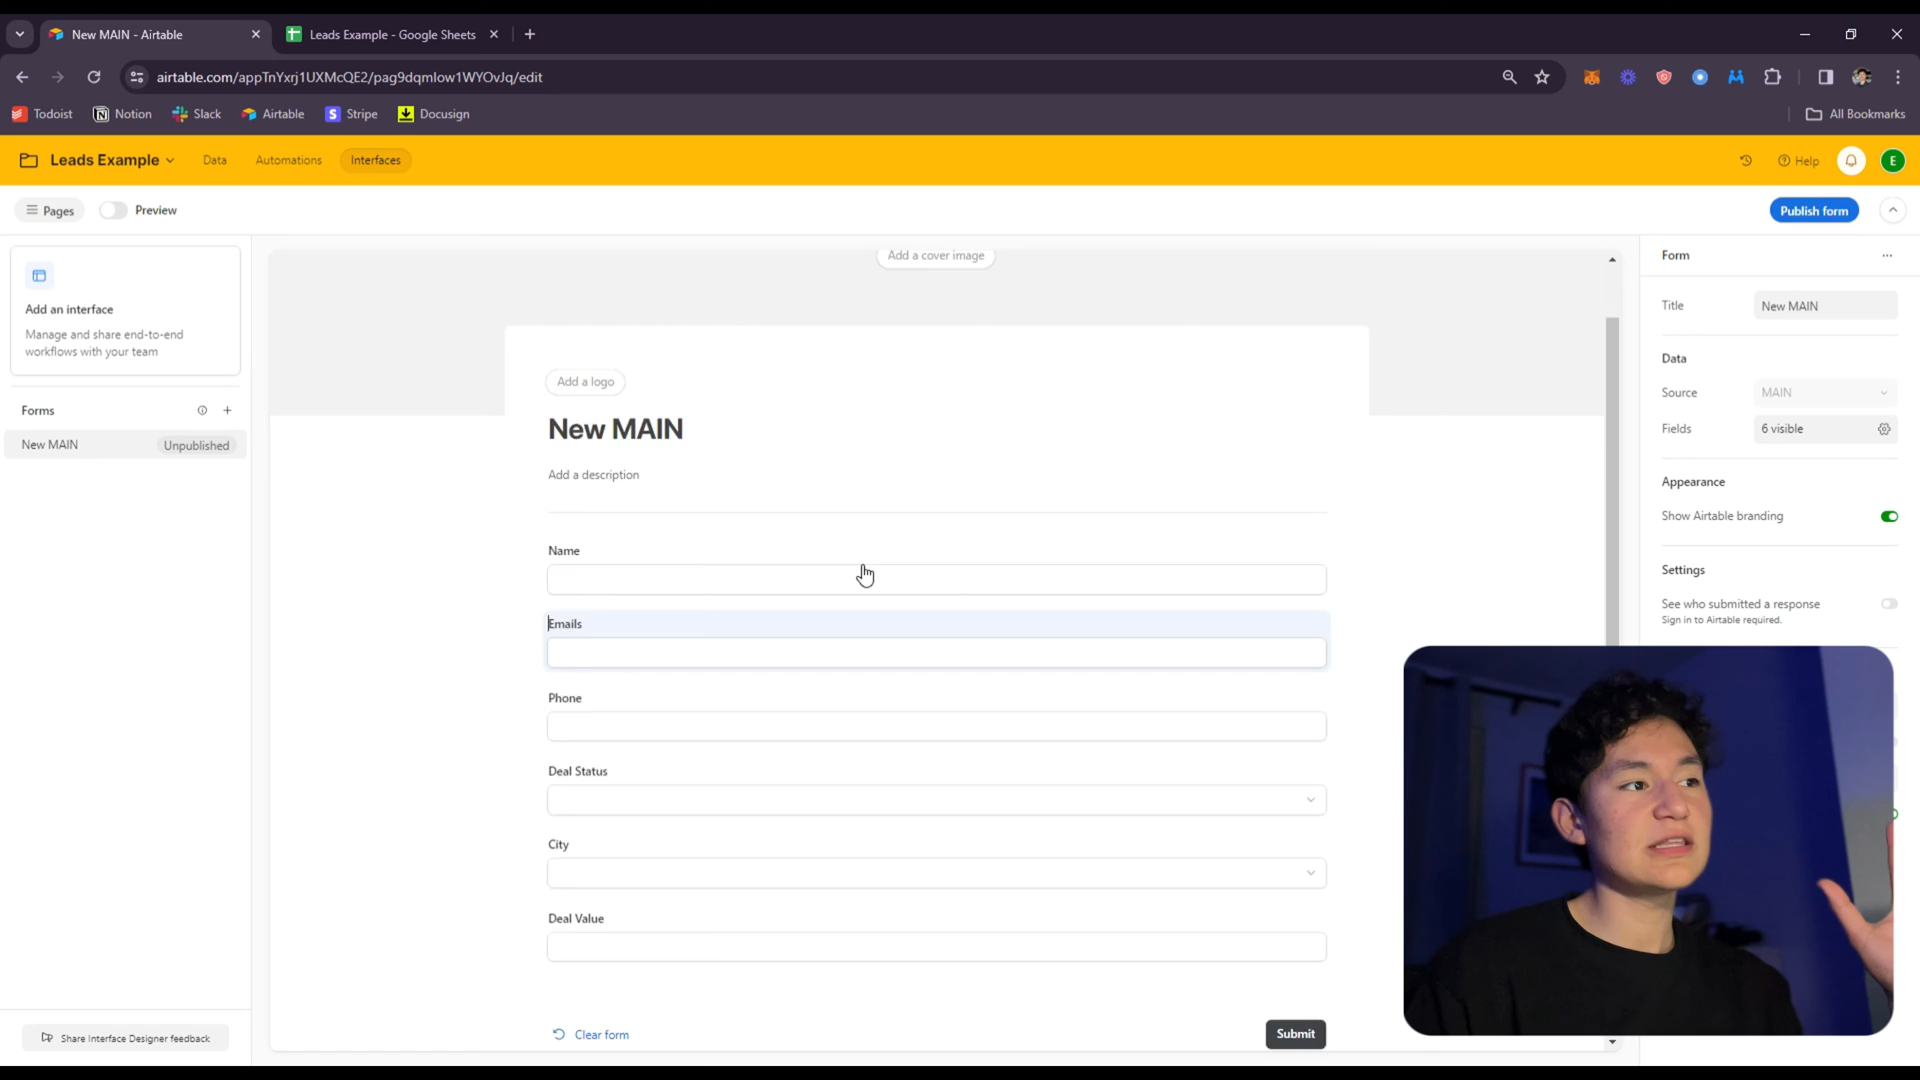 New MAIN - Airtable
Leads Example - Google Sheets
airtable.com/appTnYxrj1UXMcQE2/pag9dqmlow1WYOvJq/edit
Todoist
Notion
Slack
Airtable
Stripe
Docusign
All Bookmarks
Leads Example
Data
Automations
Interfaces
Help
E
Pages
Preview
Publish form
Add an interface
Manage and share end-to-end
workflows with your team
Forms
New MAIN
Unpublished
Share Interface Designer feedback
Add a cover image
Add a logo
New MAIN
Add a description
Name
Emails
Phone
Deal Status
City
Deal Value
Clear form
Submit
Form
Title
New MAIN
Data
Source
MAIN
Fields
6 visible
Appearance
Show Airtable branding
Settings
See who submitted a response
Sign in to Airtable required.